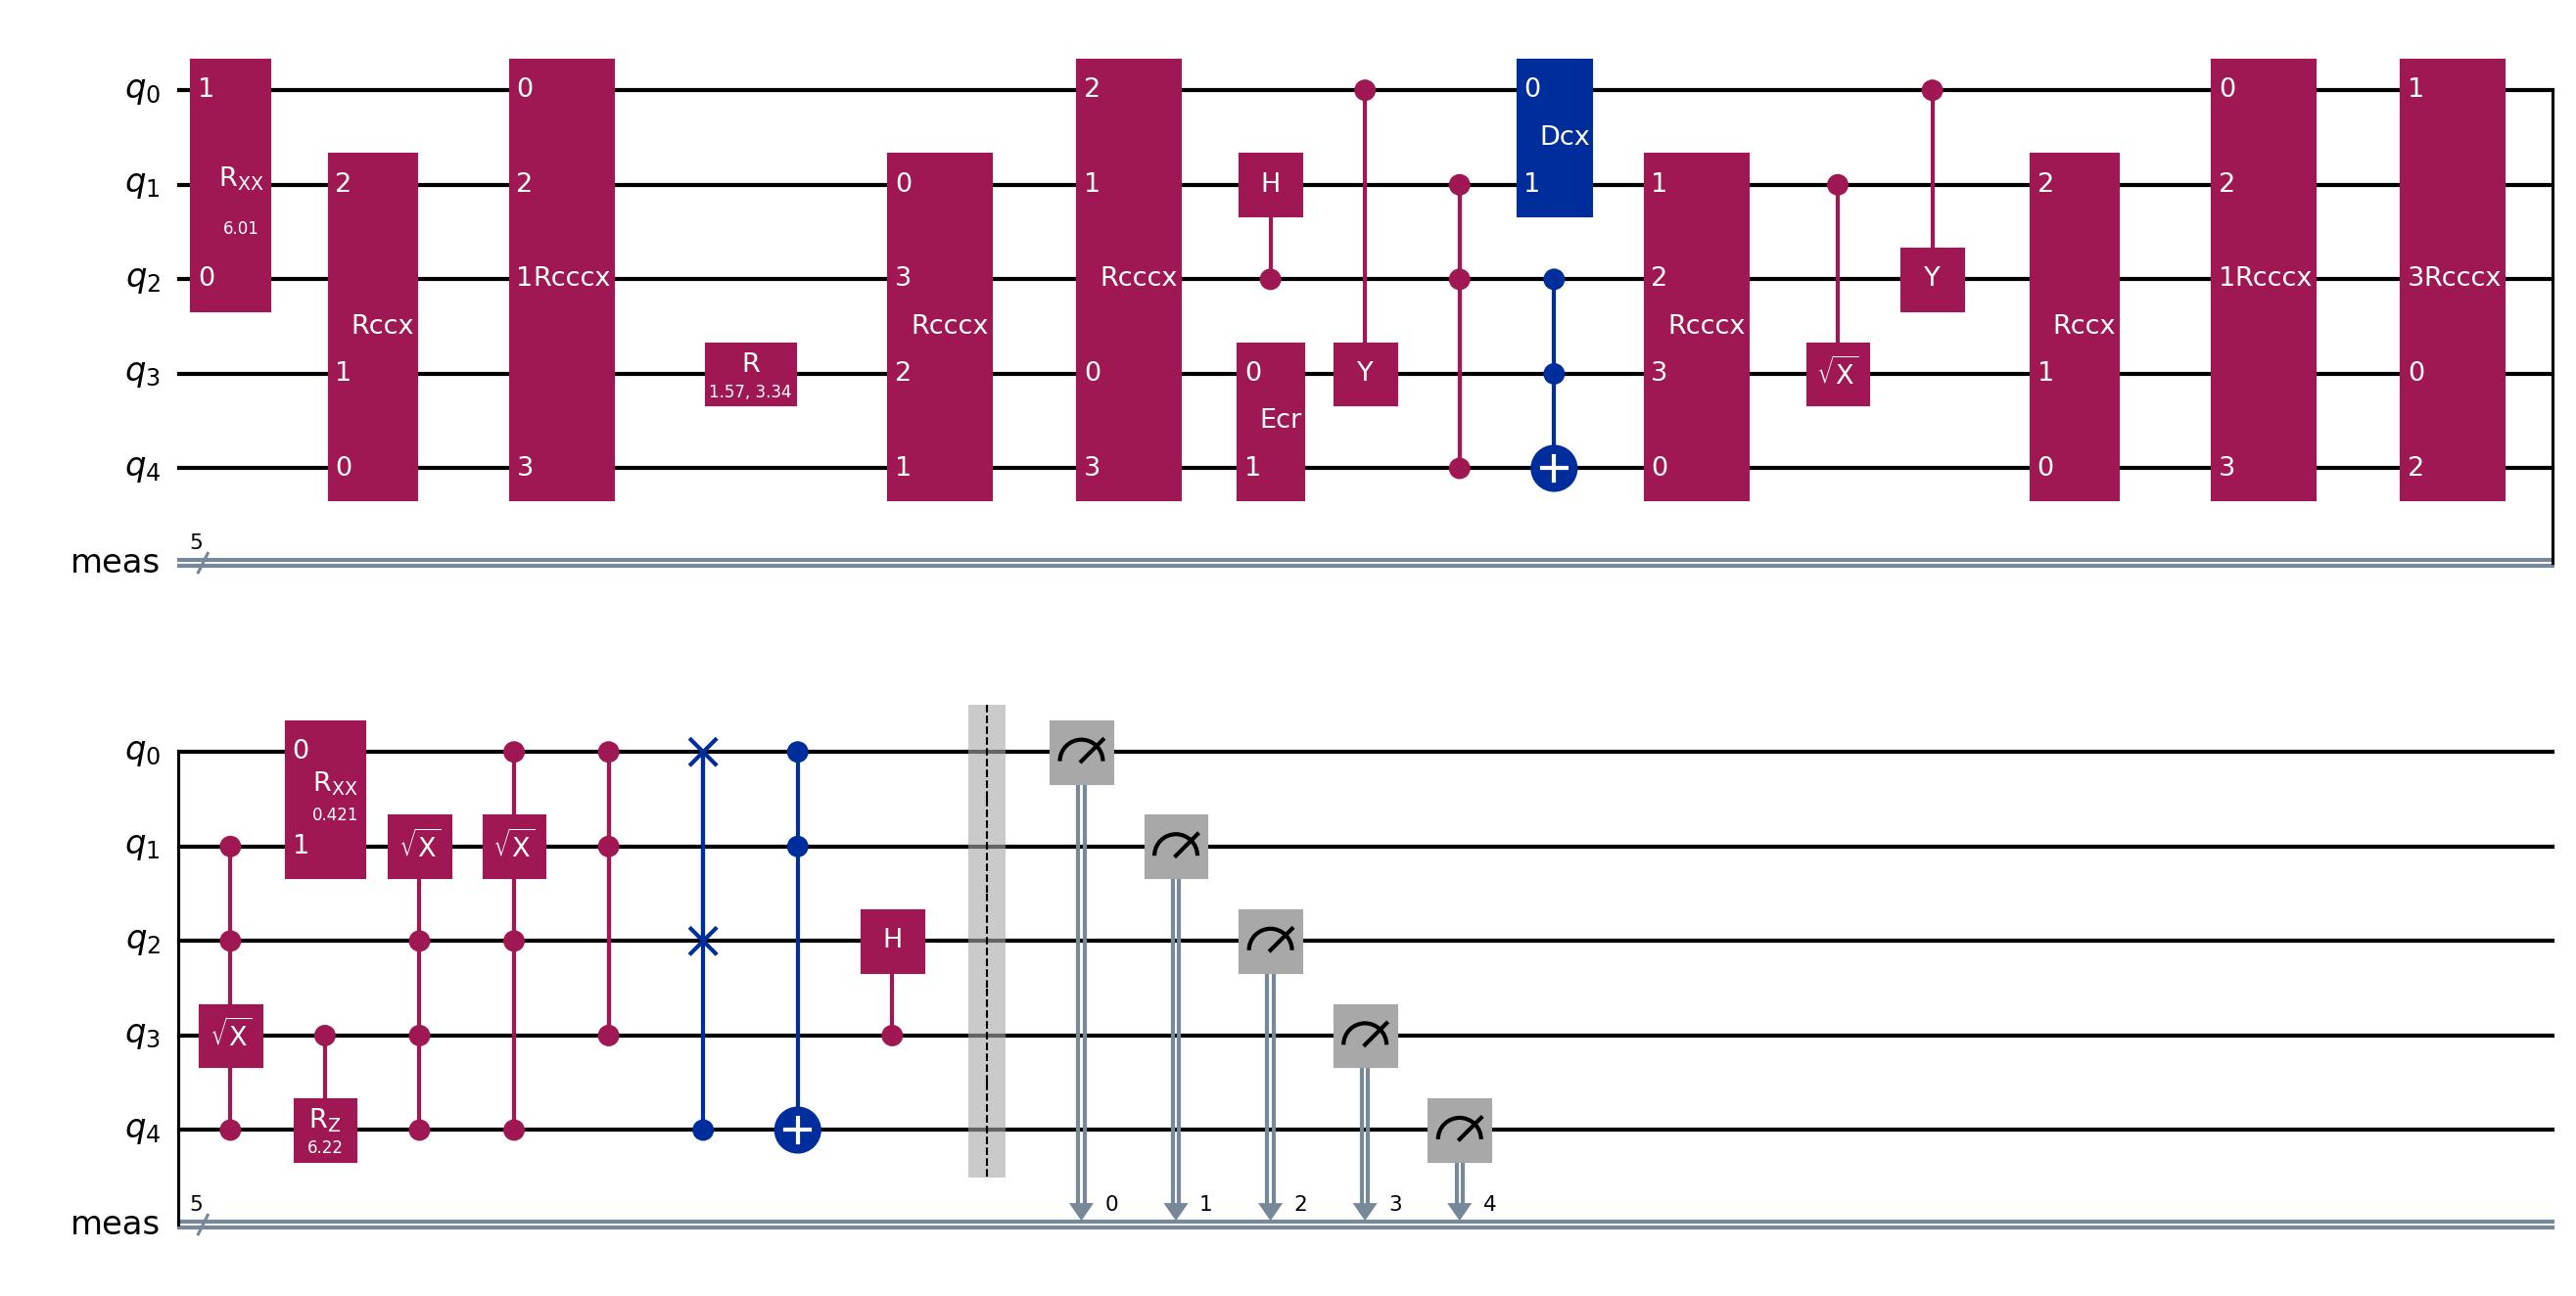 q0 1 0 2 0 1 0
q1 RXX 2 2 0 1 H Dcx 1 1 2 2
6.01
q2 0 1Rcccx 3 Rcccx 2 Y 1Rcccx 3Rcccx
Rccx Rcccx Rcccx Rccx
q3 1 R 2 0 0 Y 3 √X 1 0
1.57, 3.34
Ecr
q4 0 3 1 3 1 0 0 3 2
meas 5
q0 0
RXX
0.421
q1 1 √X √X
q2 H
q3 √X
q4 RZ
6.22
meas 5 0 1 2 3 4